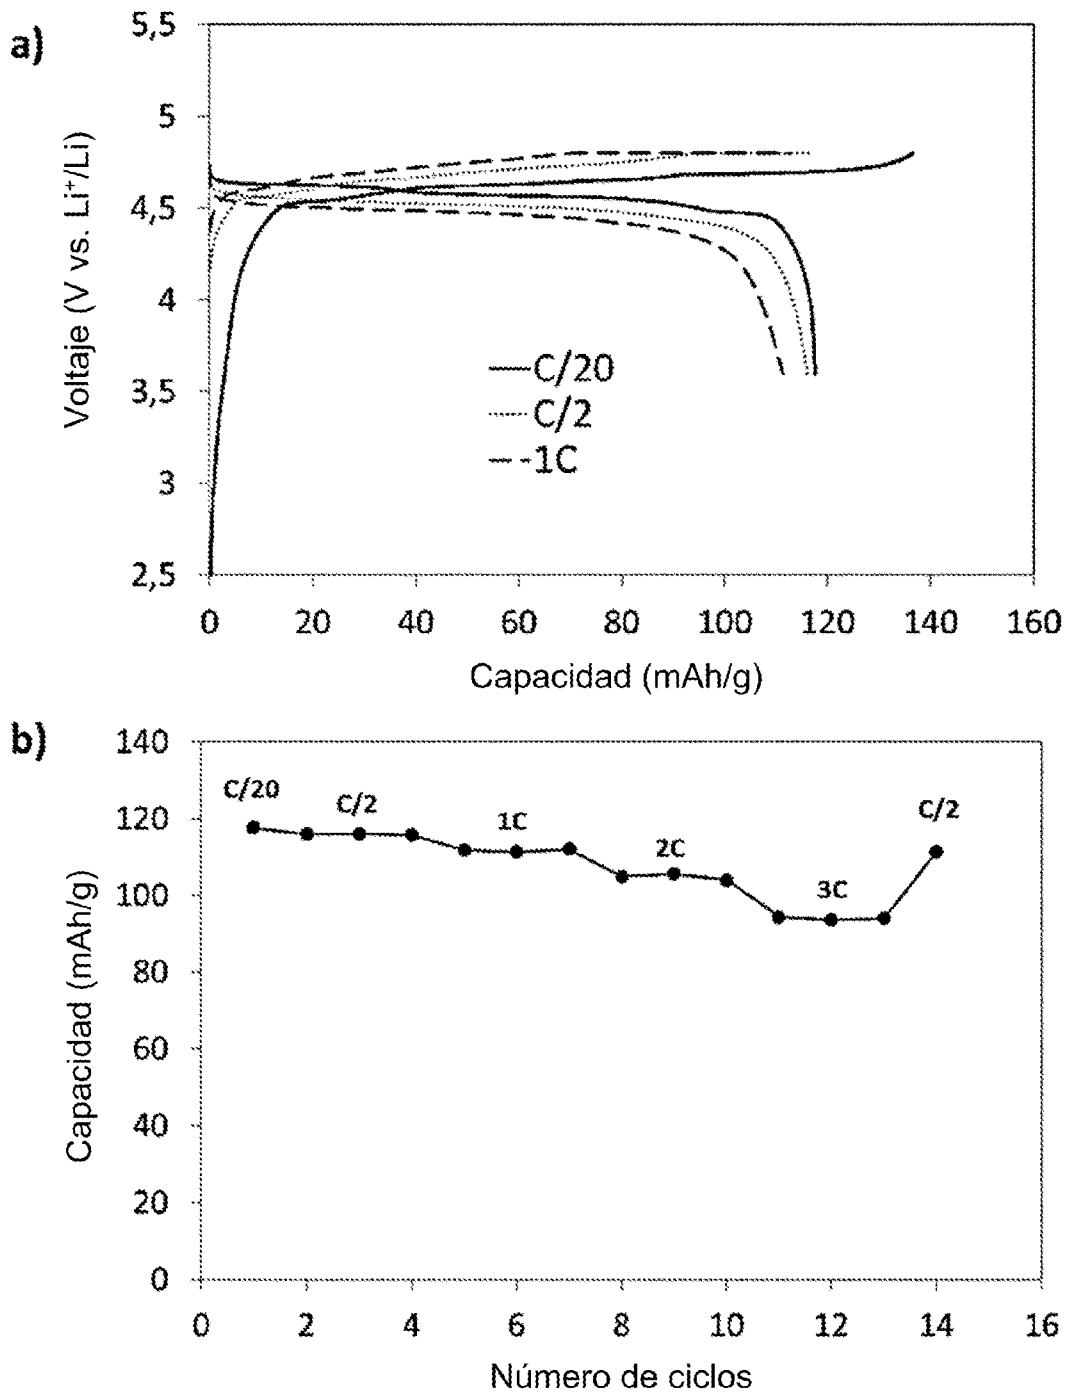 a)
5,5
5
4,5
4
3,5
3
2,5
Voltaje (V vs. Li⁺/Li)
C/20
C/2
1C
0 20 40 60 80 100 120 140 160
Capacidad (mAh/g)
b)
140
120
100
80
60
40
20
0
Capacidad (mAh/g)
C/20
C/2
1C
2C
3C
C/2
0 2 4 6 8 10 12 14 16
Número de ciclos